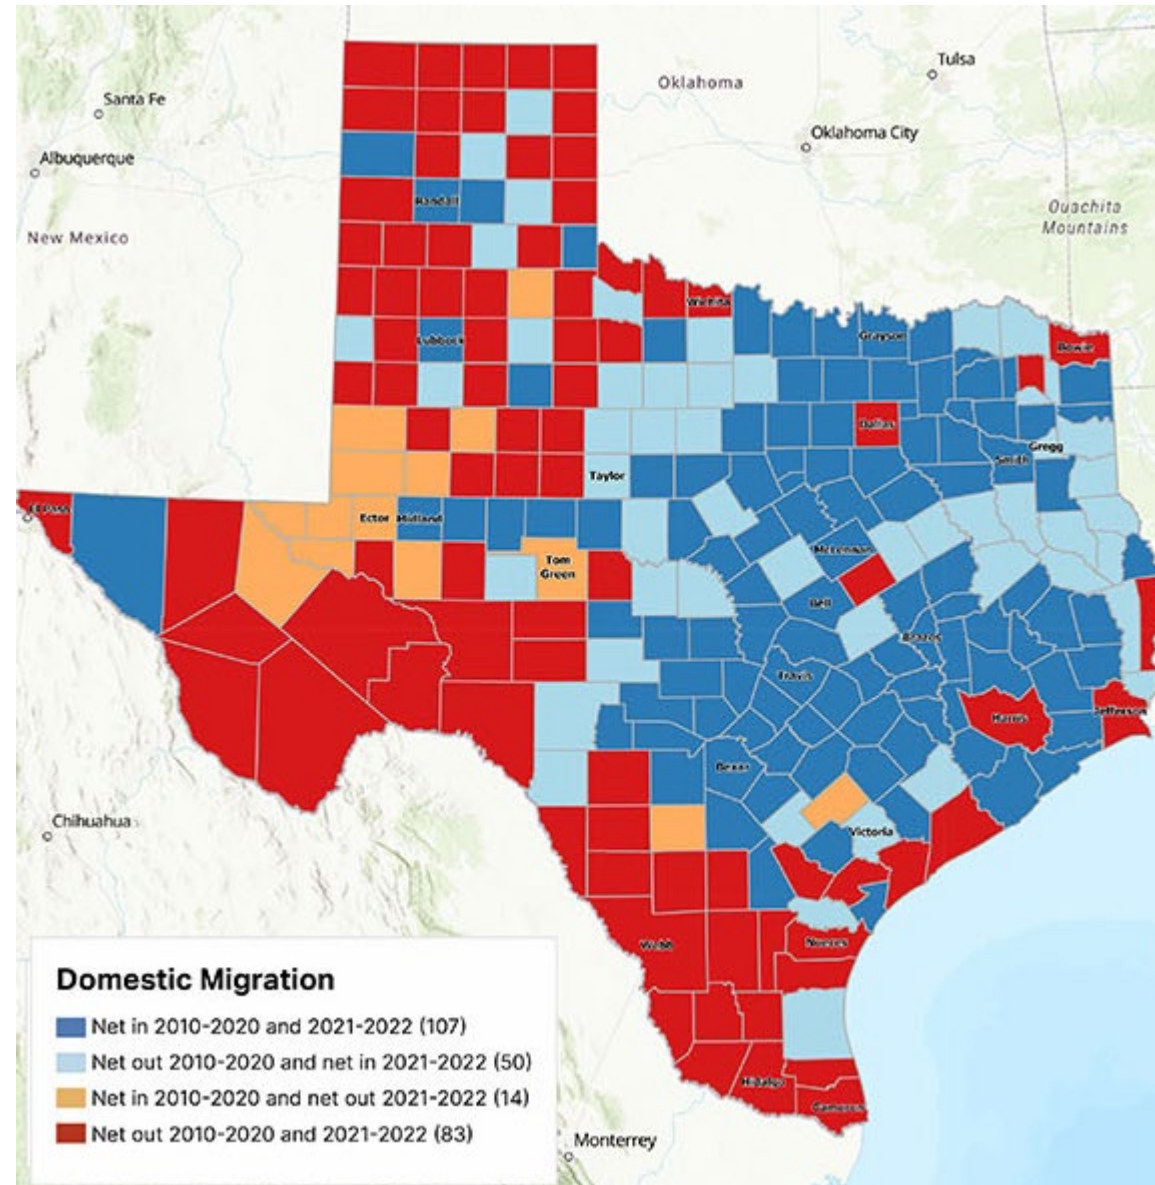 Tulsa
Oklahoma
Santa Fe
Oklahoma City
Albuquerque
Randall
Ouachita
Mountains
New Mexico
Wichita
Lubbock
Grayson
Bowie
Dallas
Gregg
Smith
Taylor
El Paso
Ector
Midland
McLennan
Tom
Green
Bell
Brazos
Travis
Harris
Jefferson
Bexar
Chihuahua
Victoria
Webb
Nueces
Hidalgo
Cameron
Domestic Migration
Net in 2010-2020 and 2021-2022 (107)
Net out 2010-2020 and net in 2021-2022 (50)
Net in 2010-2020 and net out 2021-2022 (14)
Net out 2010-2020 and 2021-2022 (83)
Monterrey